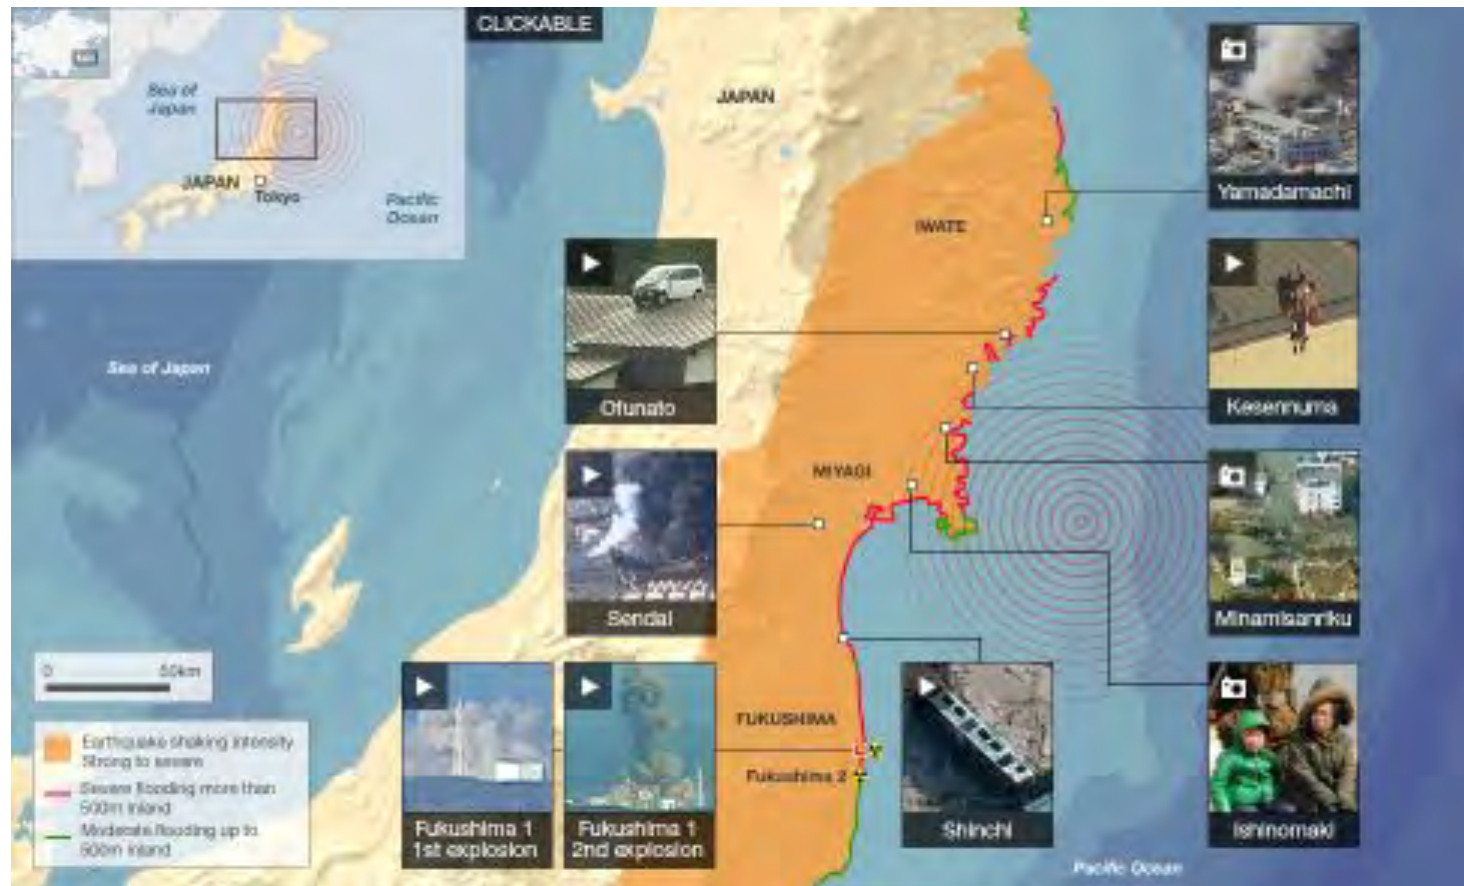 CLICKABLE
Sea of
Japan
JAPAN
Tokyo
Pacific
Ocean
JAPAN
IWATE
Yamadamachi
Ofunato
Kesennuma
Sea of Japan
MIYAGI
Sendai
Minamisanriku
0 50km
Earthquake shaking intensity
Strong to severe
Severe flooding more than
500m inland
Moderate flooding up to
500m inland
FUKUSHIMA
Fukushima 2
Fukushima 1
1st explosion
Fukushima 1
2nd explosion
Shinchi
Ishinomaki
Pacific Ocean